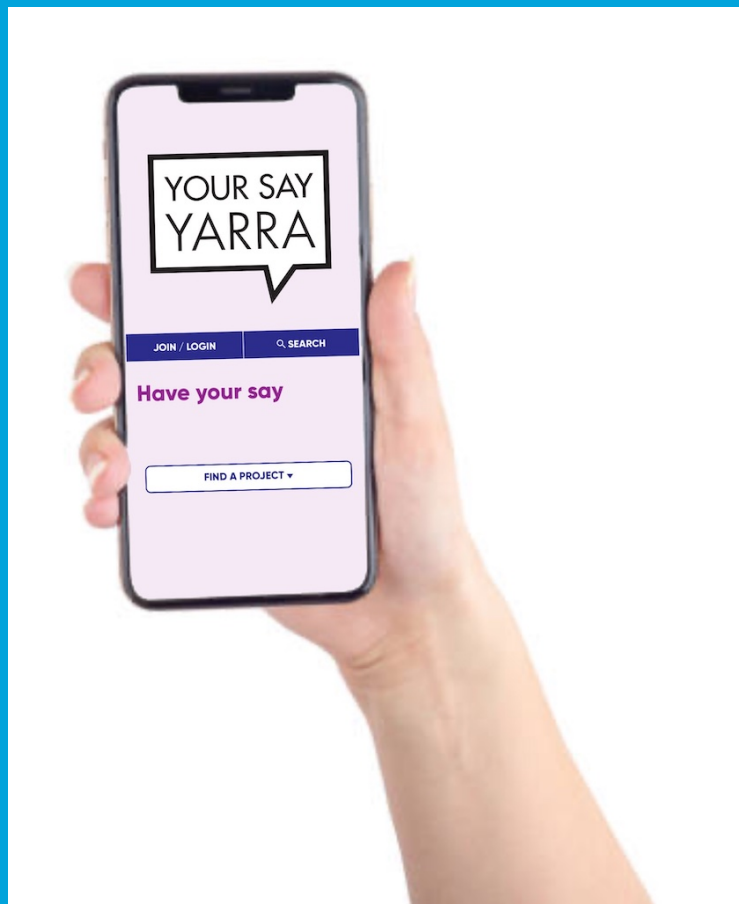 YOUR SAY
YARRA
JOIN / LOGIN
SEARCH
Have your say
FIND A PROJECT ▾